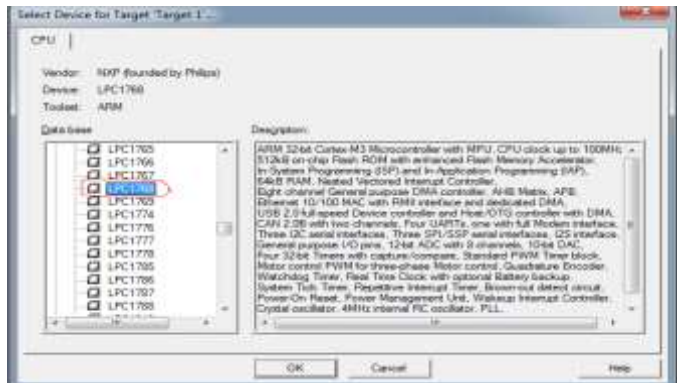 Select Device for Target 'Target 1'...
CPU
Vendor: NXP (founded by Philips)
Device: LPC1768
Toolset: ARM
Data base
Description:
LPC1765
LPC1766
LPC1767
LPC1768
LPC1769
LPC1774
LPC1776
LPC1777
LPC1778
LPC1785
LPC1786
LPC1787
LPC1788
ARM 32-bit Cortex-M3 Microcontroller with MPU, CPU clock up to 100MHz,
512kB on-chip Flash ROM with enhanced Flash Memory Accelerator,
In-System Programming (ISP) and In-Application Programming (IAP),
64kB RAM, Nested Vectored Interrupt Controller,
Eight channel General purpose DMA controller, AHB Matrix, APB,
Ethernet 10/100 MAC with RMII interface and dedicated DMA,
USB 2.0 full-speed Device controller and Host/OTG controller with DMA,
CAN 2.0B with two channels, Four UARTs, one with full Modem interface,
Three I2C serial interfaces, Three SPI/SSP serial interfaces, I2S interface,
General purpose I/O pins, 12-bit ADC with 8 channels, 10-bit DAC,
Four 32-bit Timers with capture/compare, Standard PWM Timer block,
Motor control PWM for three-phase Motor control, Quadrature Encoder,
Watchdog Timer, Real Time Clock with optional Battery backup,
System Tick Timer, Repetitive Interrupt Timer, Brown-out detect circuit,
Power-On Reset, Power Management Unit, Wakeup Interrupt Controller,
Crystal oscillator, 4MHz internal RC oscillator, PLL,
OK
Cancel
Help